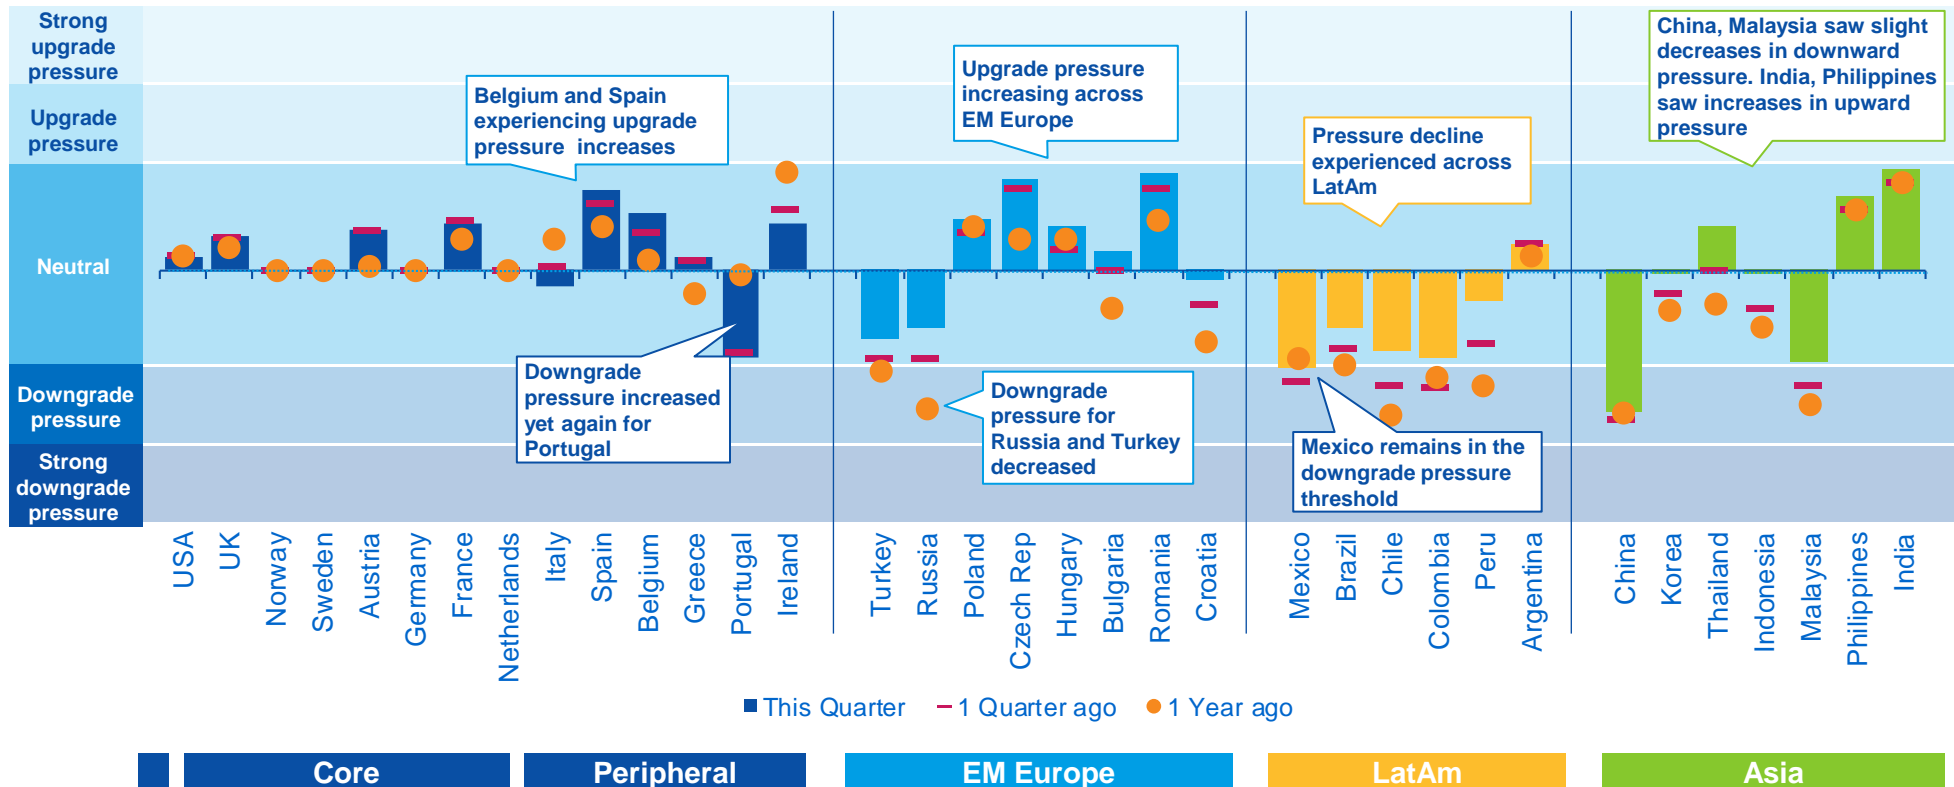 Strong
upgrade
pressure
Upgrade
pressure
Neutral
Downgrade
pressure
Strong
downgrade
pressure
Belgium and Spain
experiencing upgrade
pressure increases
Upgrade pressure
increasing across
EM Europe
Pressure decline
experienced across
LatAm
China, Malaysia saw slight
decreases in downward
pressure. India, Philippines
saw increases in upward
pressure
Downgrade
pressure increased
yet again for
Portugal
Downgrade
pressure for
Russia and Turkey
decreased
Mexico remains in the
downgrade pressure
threshold
USA
UK
Norway
Sweden
Austria
Germany
France
Netherlands
Italy
Spain
Belgium
Greece
Portugal
Ireland
Turkey
Russia
Poland
Czech Rep
Hungary
Bulgaria
Romania
Croatia
Mexico
Brazil
Chile
Colombia
Peru
Argentina
China
Korea
Thailand
Indonesia
Malaysia
Philippines
India
This Quarter
1 Quarter ago
1 Year ago
Core
Peripheral
EM Europe
LatAm
Asia